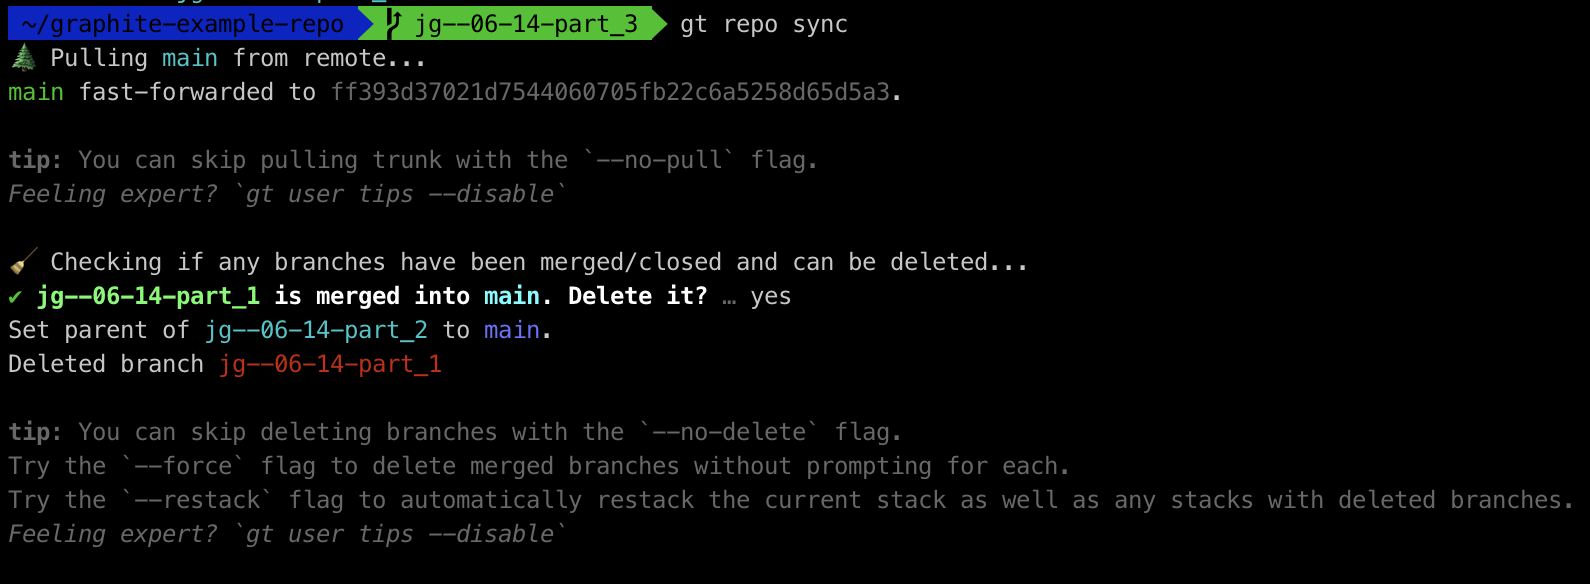 ~/graphite-example-repo jg--06-14-part_3 gt repo sync
🌲 Pulling main from remote...
main fast-forwarded to ff393d37021d7544060705fb22c6a5258d65d5a3.
tip: You can skip pulling trunk with the `--no-pull` flag.
Feeling expert? `gt user tips --disable`
🧹 Checking if any branches have been merged/closed and can be deleted...
✔ jg--06-14-part_1 is merged into main. Delete it? … yes
Set parent of jg--06-14-part_2 to main.
Deleted branch jg--06-14-part_1
tip: You can skip deleting branches with the `--no-delete` flag.
Try the `--force` flag to delete merged branches without prompting for each.
Try the `--restack` flag to automatically restack the current stack as well as any stacks with deleted branches.
Feeling expert? `gt user tips --disable`